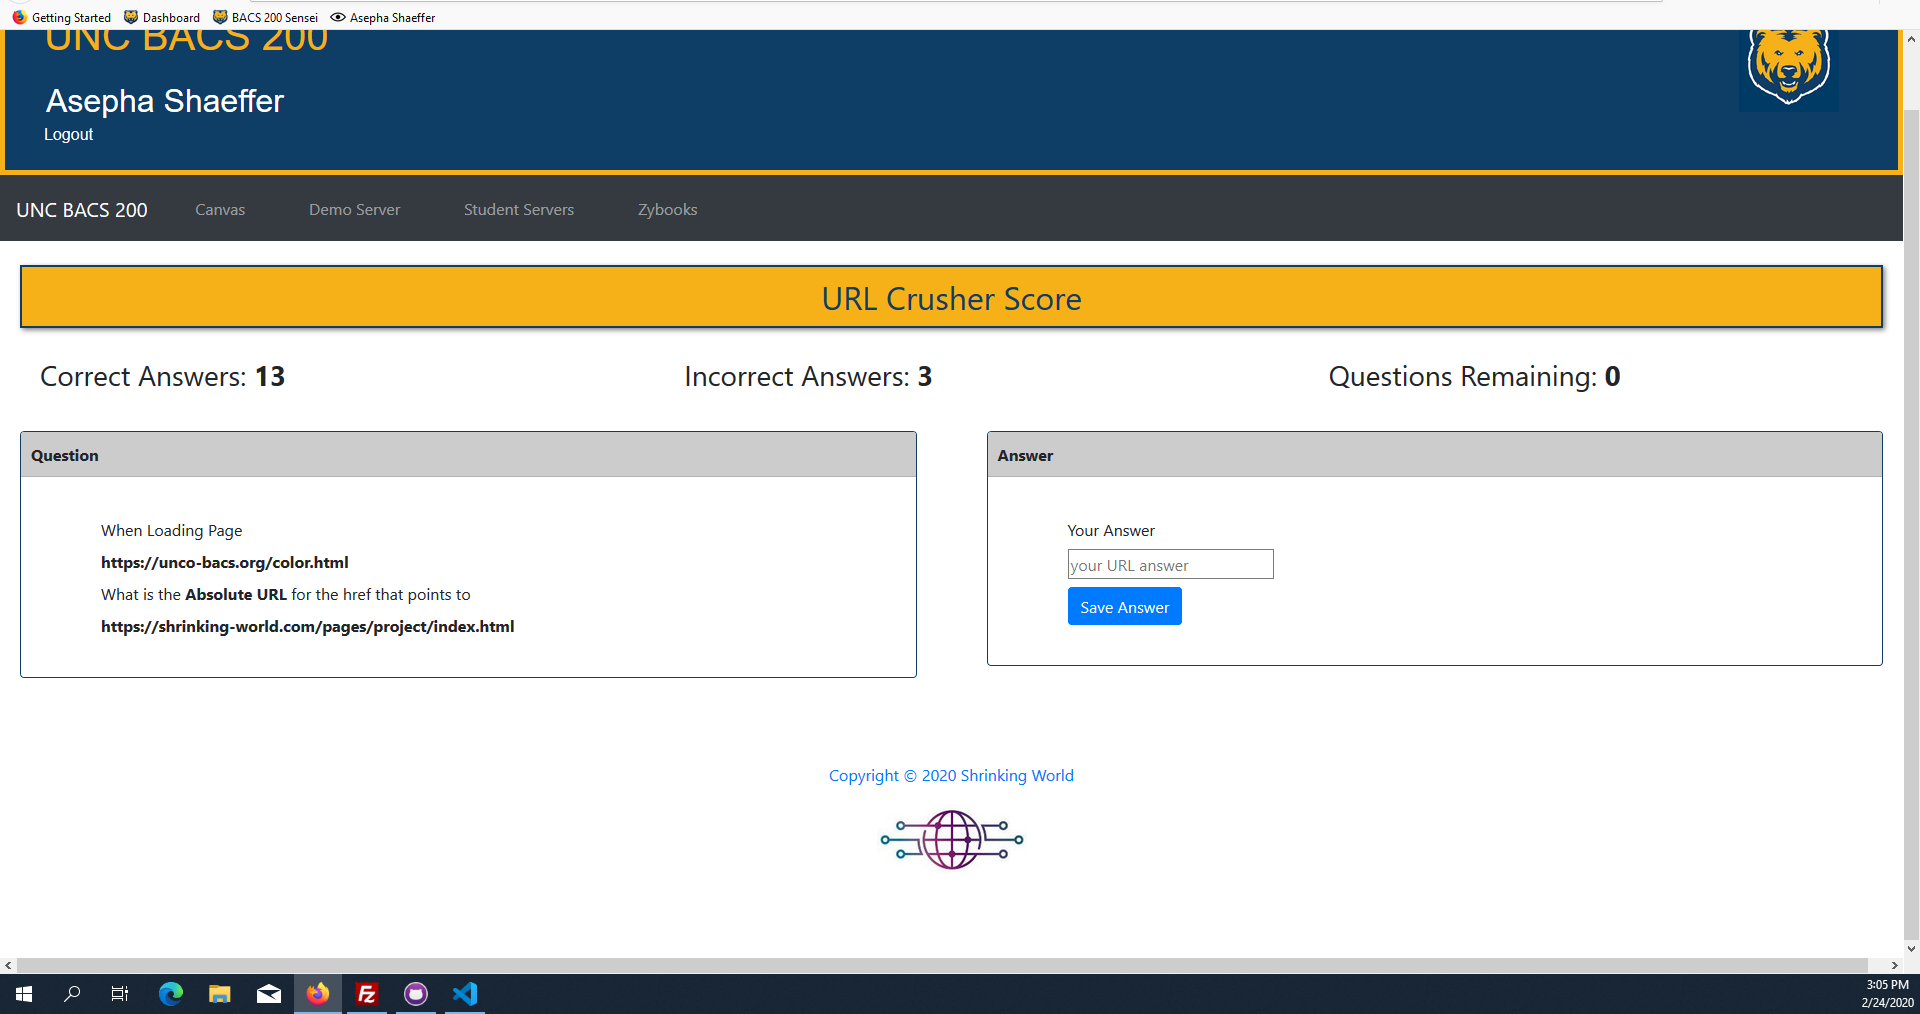 Getting Started Dashboard BACS 200 Sensei Asepha Shaeffer
UNC BACS 200
Asepha Shaeffer
Logout
UNC BACS 200 Canvas Demo Server Student Servers Zybooks
URL Crusher Score
Correct Answers: 13 Incorrect Answers: 3 Questions Remaining: 0
Question
When Loading Page
https://unco-bacs.org/color.html
What is the Absolute URL for the href that points to
https://shrinking-world.com/pages/project/index.html
Answer
Your Answer
your URL answer
Save Answer
Copyright © 2020 Shrinking World
3:05 PM
2/24/2020